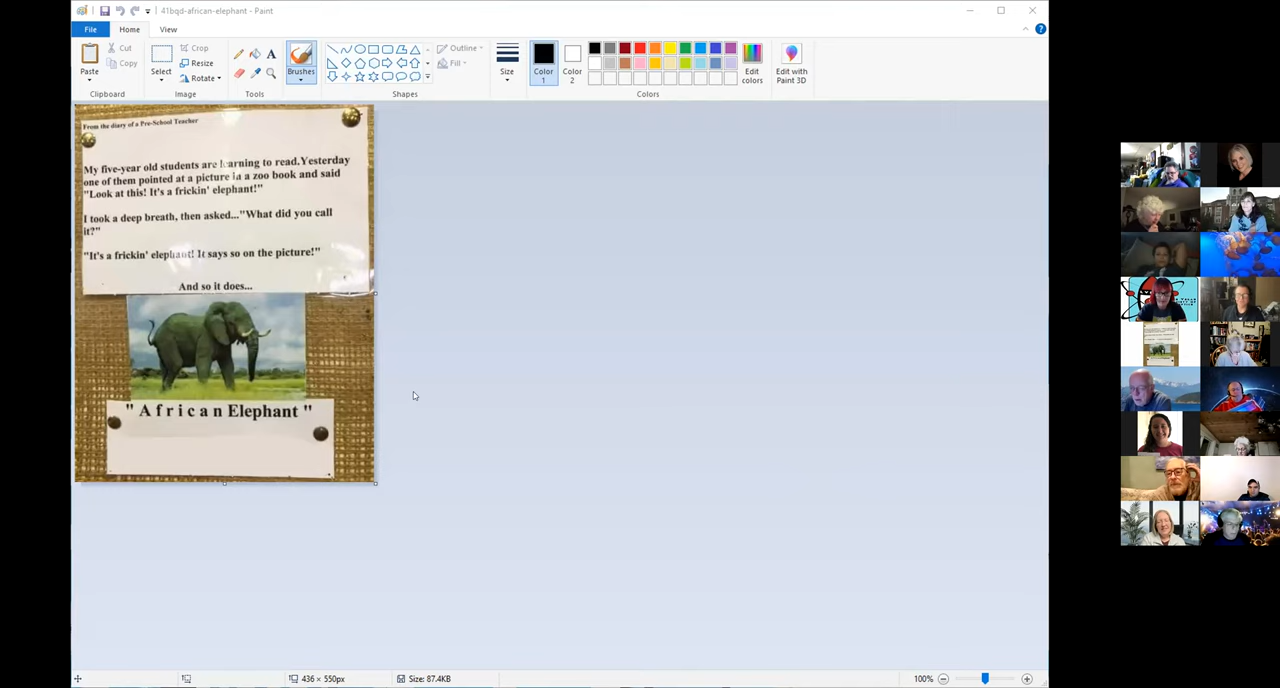 41bqd-african-elephant - Paint
File
Home
View
Paste
Cut
Copy
Clipboard
Select
Crop
Resize
Rotate
Image
A
Tools
Brushes
Outline
Fill
Shapes
Size
Color 1
Color 2
Edit colors
Edit with Paint 3D
Colors
From the diary of a Pre-School Teacher
My five-year old students are learning to read.Yesterday
one of them pointed at a picture in a zoo book and said
"Look at this! It's a frickin' elephant!"
I took a deep breath, then asked..."What did you call
it?"
"It's a frickin' elephant! It says so on the picture!"
And so it does...
" A f r i c a n Elephant "
436 × 550px
Size: 87.4KB
100%